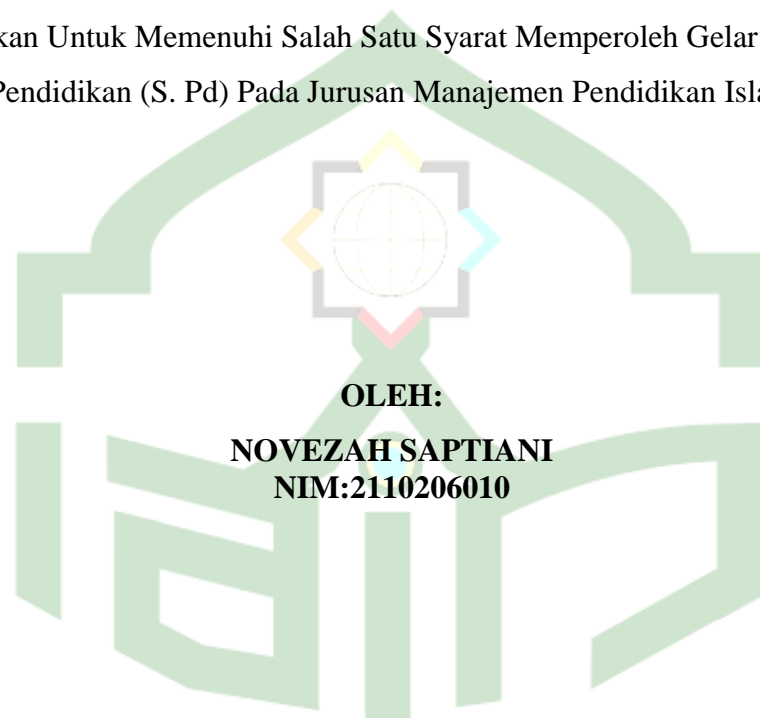 kan Untuk Memenuhi Salah Satu Syarat Memperoleh Gelar
Pendidikan (S. Pd) Pada Jurusan Manajemen Pendidikan Isla
OLEH:
NOVEZAH SAPTIANI
NIM:2110206010
iain